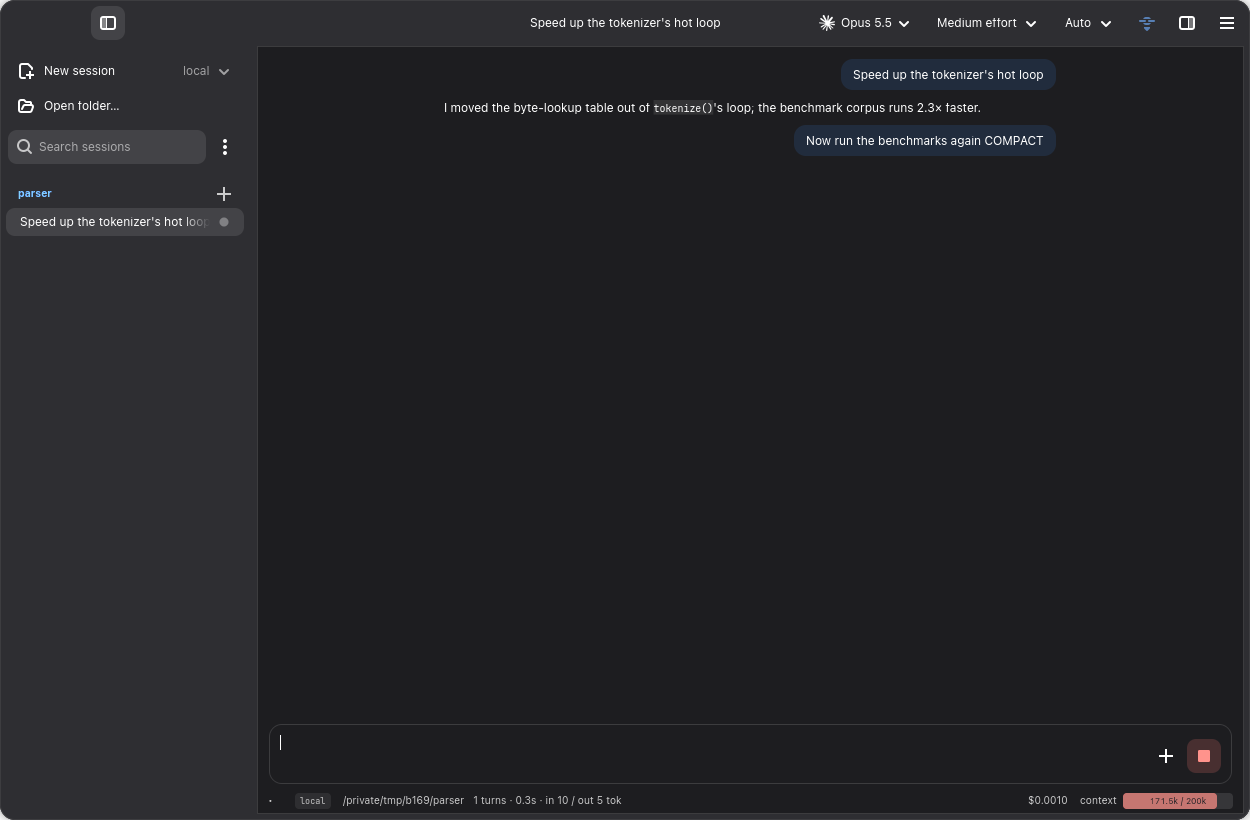 Speed up the tokenizer's hot loop
Opus 5.5
Medium effort
Auto
New session
local
Open folder...
Search sessions
parser
Speed up the tokenizer's hot loop
Speed up the tokenizer's hot loop
I moved the byte-lookup table out of tokenize()'s loop; the benchmark corpus runs 2.3× faster.
Now run the benchmarks again COMPACT
local
/private/tmp/b169/parser
1 turns · 0.3s · in 10 / out 5 tok
$0.0010
context
171.5k / 200k